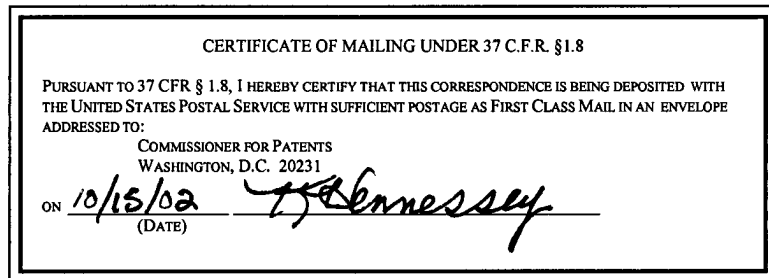 CERTIFICATE OF MAILING UNDER 37 C.F.R. §1.8
PURSUANT TO 37 CFR § 1.8, I HEREBY CERTIFY THAT THIS CORRESPONDENCE IS BEING DEPOSITED WITH
THE UNITED STATES POSTAL SERVICE WITH SUFFICIENT POSTAGE AS FIRST CLASS MAIL IN AN ENVELOPE
ADDRESSED TO:
COMMISSIONER FOR PATENTS
WASHINGTON, D.C. 20231
ON 10/15/02 Hennessey
(DATE)